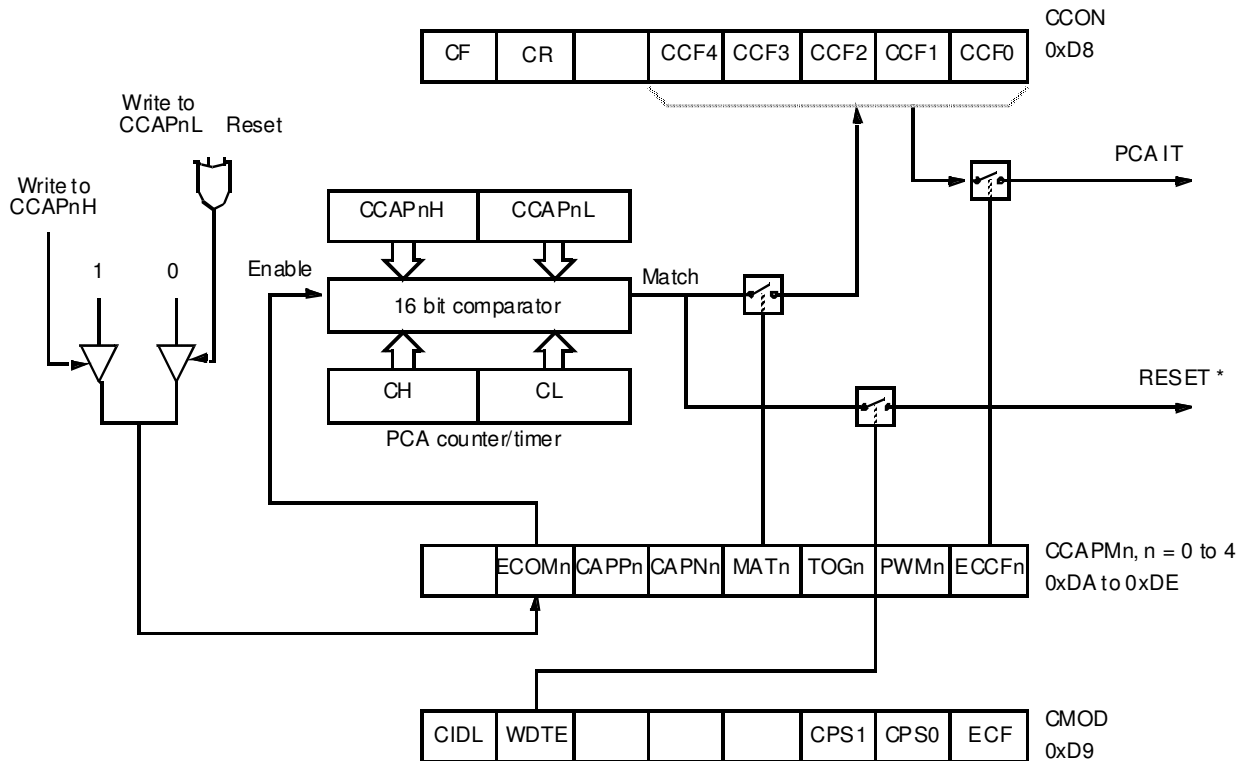 CCON
CF CR CCF4 CCF3 CCF2 CCF1 CCF0
0xD8
Write to
CCAPnL Reset
PCA IT
Write to
CCAPnH
CCAPnH CCAPnL
1 0
Enable
Match
16 bit comparator
RESET *
CH CL
PCA counter/timer
CCAPMn, n = 0 to 4
ECOMn CAPPn CAPNn MATn TOGn PWMn ECCFn
0xDA to 0xDE
CMOD
CIDL WDTE CPS1 CPS0 ECF
0xD9